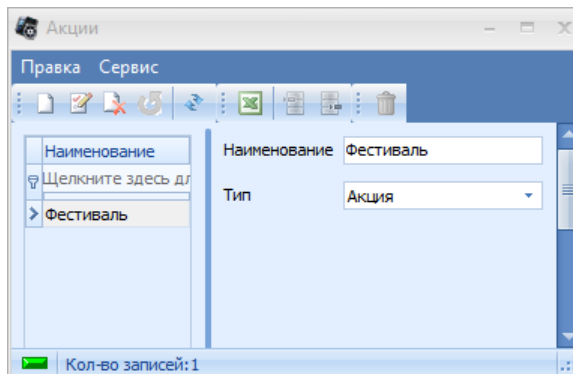 Акции
Правка Сервис
Наименование
Щелкните здесь дл
Фестиваль
Наименование Фестиваль
Тип Акция
Кол-во записей:1